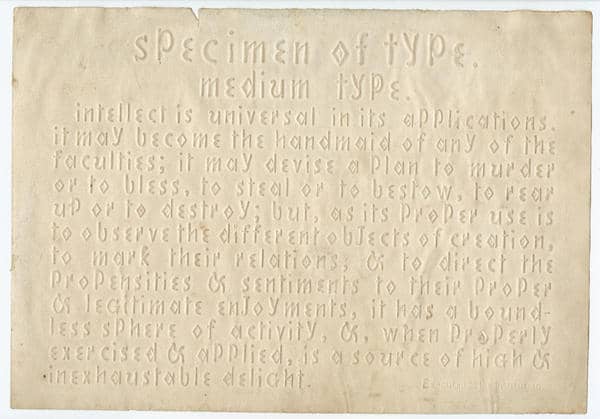 specimen of type.
medium type.
intellect is universal in its applications.
it may become the handmaid of any of the
faculties; it may devise a plan to murder
or to bless, to steal or to bestow, to rear
up or to destroy; but, as its proper use is
to observe the different objects of creation,
to mark their relations, & to direct the
propensities & sentiments to their proper
& legitimate enjoyments, it has a bound-
less sphere of activity, &, when properly
exercised & applied, is a source of high &
inexhaustable delight.